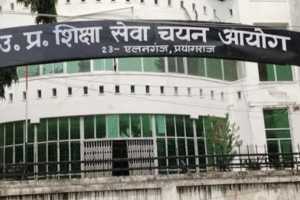 उ. प्र. शिक्षा सेवा चयन आयोग
23- एलनगंज, प्रयागराज